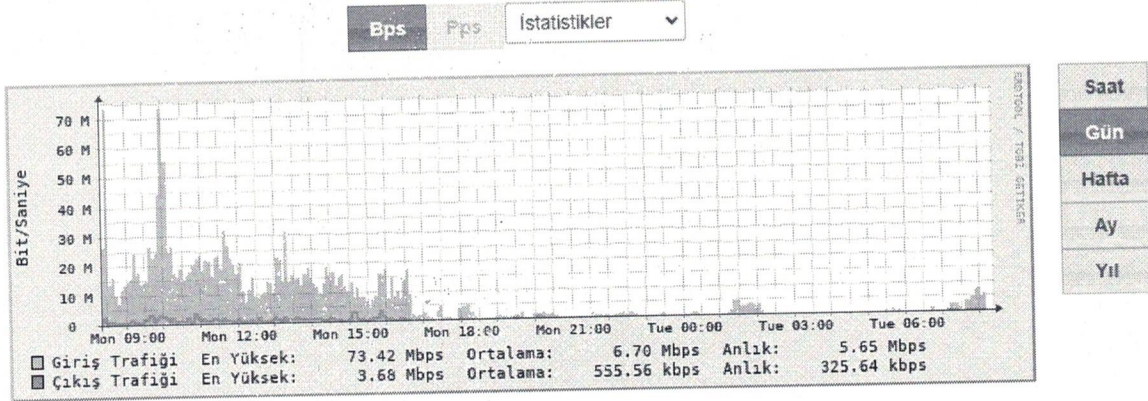 Bps Pps İstatistikler
Saat
Gün
Hafta
Ay
Yıl
RRDTOOL / TOBI OETIKER
Bit/Saniye
70 M
60 M
50 M
40 M
30 M
20 M
10 M
0
Mon 09:00 Mon 12:00 Mon 15:00 Mon 18:00 Mon 21:00 Tue 00:00 Tue 03:00 Tue 06:00
Giriş Trafiği En Yüksek: 73.42 Mbps Ortalama: 6.70 Mbps Anlık: 5.65 Mbps
Çıkış Trafiği En Yüksek: 3.68 Mbps Ortalama: 555.56 kbps Anlık: 325.64 kbps